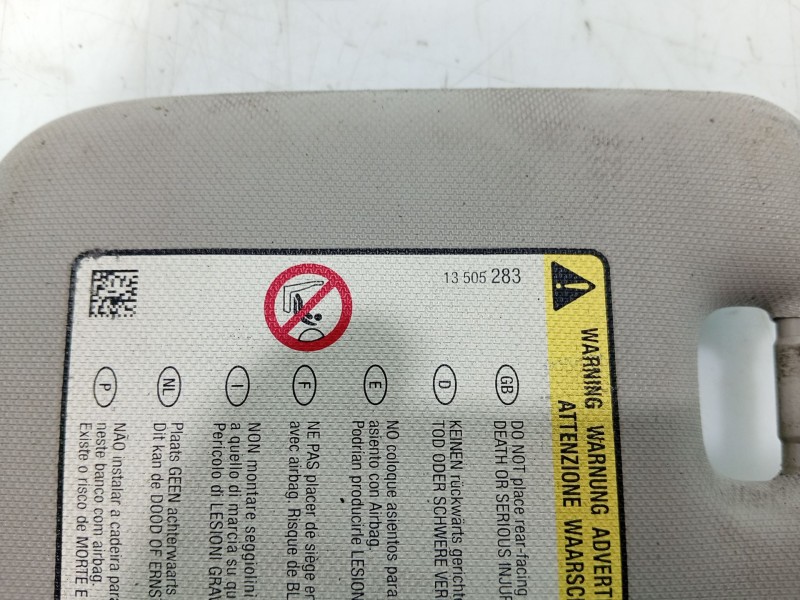 13 505 283
WARNING WARNUNG ADVERT
ATTENZIONE WAARSC
GB
DO NOT place rear-facing
DEATH OR SERIOUS INJUR
D
KEINEN rückwärts gerichte
TOD ODER SCHWERE VER
E
NO coloque asientos para
asiento con Airbag.
Podrían producirle LESION
F
NE PAS placer de siège en
avec airbag. Risque de BL
I
NON montare seggiolini
a quello di marcia su qu
Pericolo di LESIONI GRAV
NL
Plaats GEEN achterwaarts
Dit kan de DOOD OF ERNS
P
NÃO instalar a cadeira para
neste banco com airbag.
Existe o risco de MORTE E